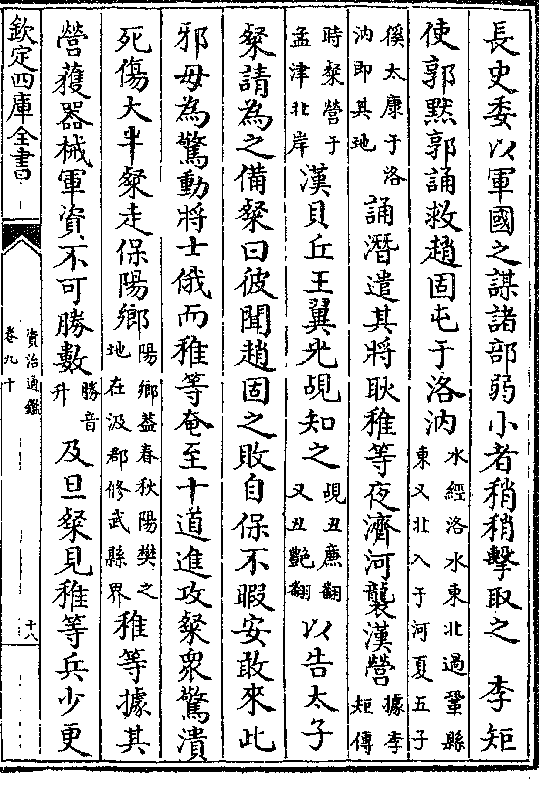 長史委以軍國之謀諸部弱小者稍稍擊取之　李矩
使郭黙郭誦救趙固屯于洛汭水經洛水東北過鞏縣東又北入于河夏五子
徯太康于洛汭即其地誦潛遣其將耿稚等夜濟河襲漢營據李矩傳
時粲營于孟津北岸漢貝丘王翼光覘知之覘丑亷翻又丑艷翻以告太子
粲請為之備粲曰彼聞趙固之敗自保不暇安敢來此
邪毋為驚動將士俄而稚等奄至十道進攻粲衆驚潰
死傷大半粲走保陽鄉陽鄉葢春秋陽樊之地在汲郡修武縣界稚等據其
營獲器械軍資不可勝數勝音升及旦粲見稚等兵少更
欽定四庫全書
資治通鑑
卷九十
十八